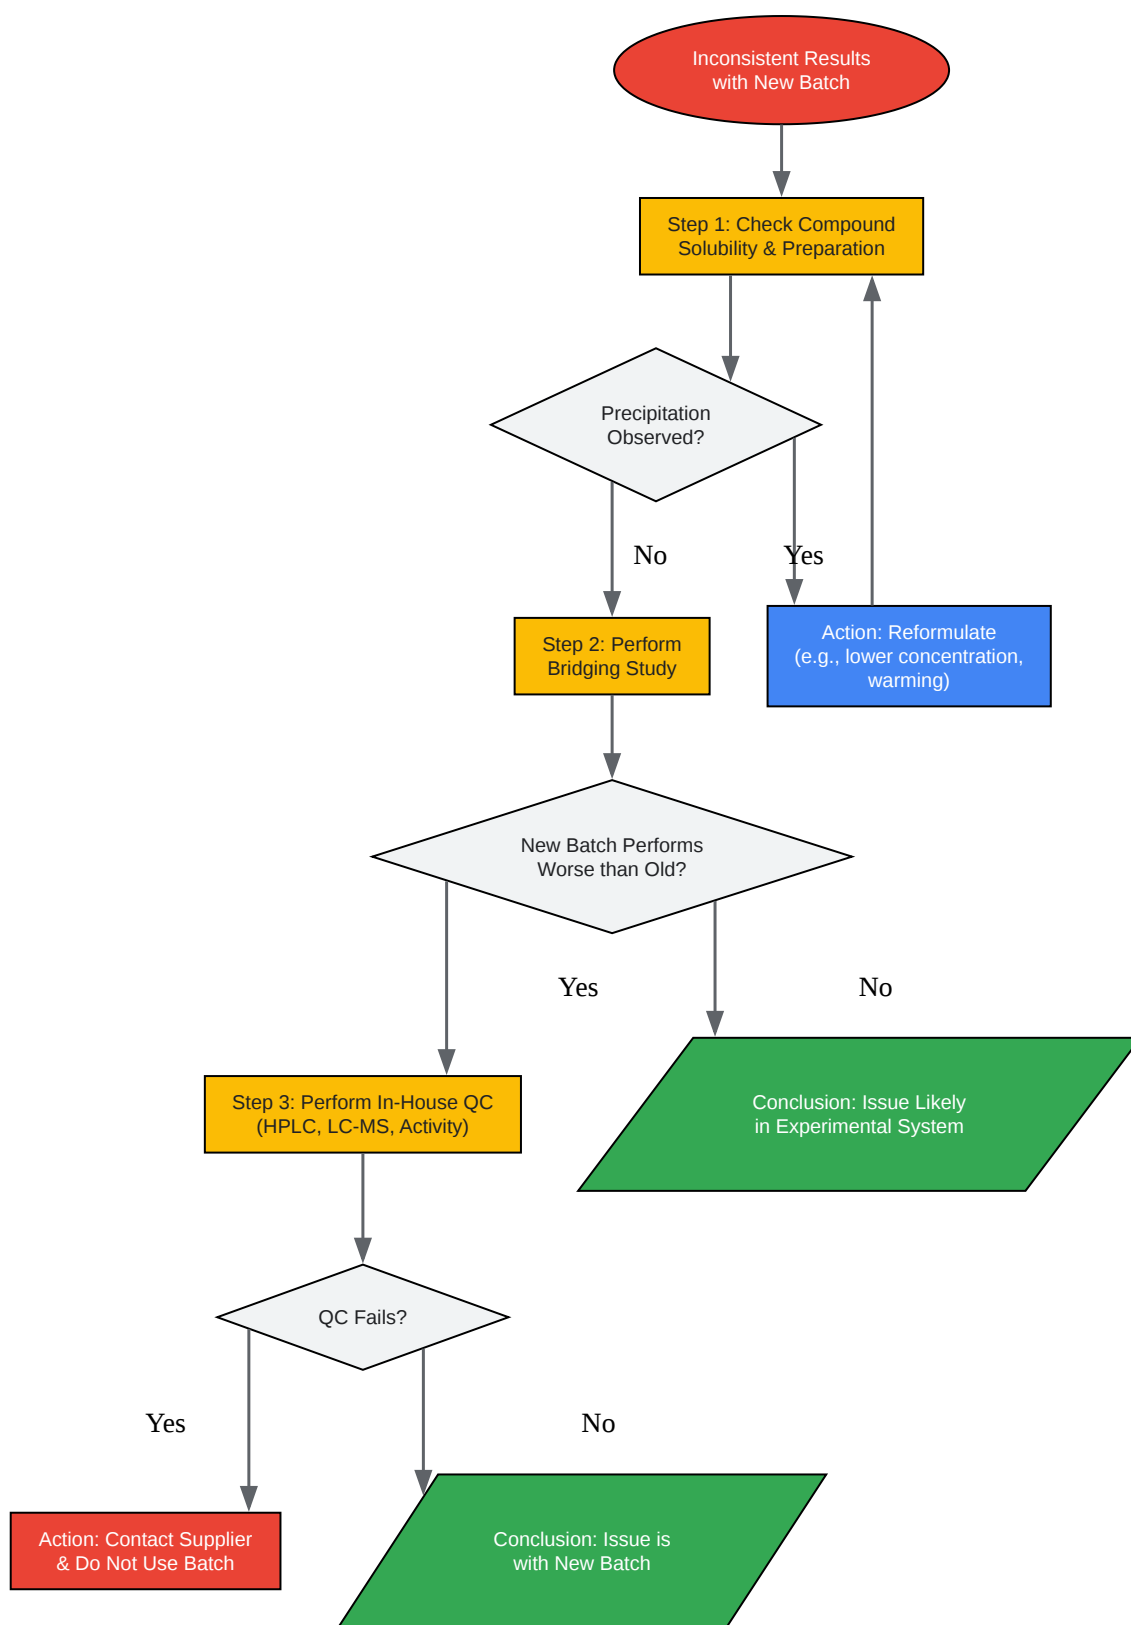 Inconsistent Results
with New Batch
Step 1: Check Compound
Solubility & Preparation
Precipitation
Observed?
No
Yes
Step 2: Perform
Bridging Study
Action: Reformulate
(e.g., lower concentration,
warming)
New Batch Performs
Worse than Old?
Yes
No
Step 3: Perform In-House QC
(HPLC, LC-MS, Activity)
Conclusion: Issue Likely
in Experimental System
QC Fails?
Yes
No
Action: Contact Supplier
& Do Not Use Batch
Conclusion: Issue is
with New Batch